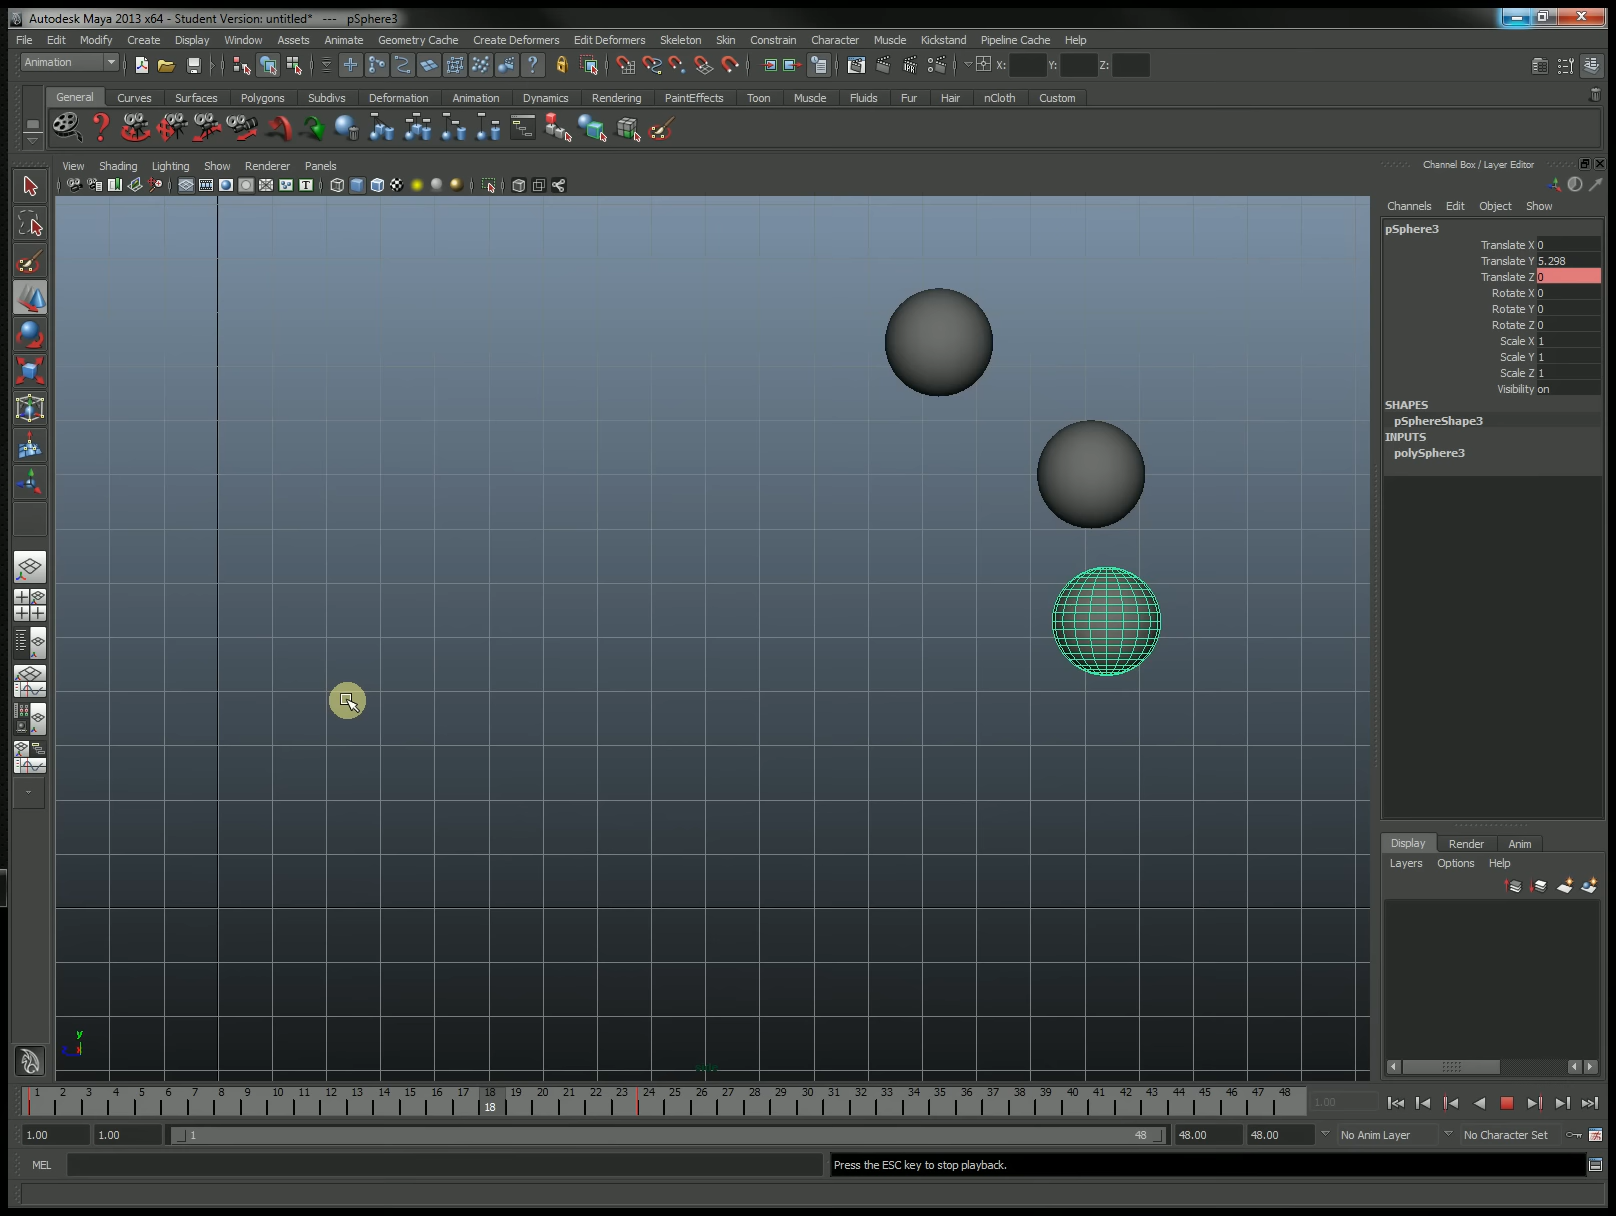 Autodesk Maya 2013 x64 - Student Version: untitled*   ---   pSphere3
File Edit Modify Create Display Window Assets Animate Geometry Cache Create Deformers Edit Deformers Skeleton Skin Constrain Character Muscle Kickstand Pipeline Cache Help
Animation X: Y: Z:
General Curves Surfaces Polygons Subdivs Deformation Animation Dynamics Rendering PaintEffects Toon Muscle Fluids Fur Hair nCloth Custom
View Shading Lighting Show Renderer Panels
Channel Box / Layer Editor
Channels Edit Object Show
pSphere3
Translate X 0
Translate Y 5.298
Translate Z 0
Rotate X 0
Rotate Y 0
Rotate Z 0
Scale X 1
Scale Y 1
Scale Z 1
Visibility on
SHAPES
pSphereShape3
INPUTS
polySphere3
Display Render Anim
Layers Options Help
y
z x
1 2 3 4 5 6 7 8 9 10 11 12 13 14 15 16 17 18 19 20 21 22 23 24 25 26 27 28 29 30 31 32 33 34 35 36 37 38 39 40 41 42 43 44 45 46 47 48
18
1.00
1.00 1.00 1 48 48.00 48.00 No Anim Layer No Character Set
MEL Press the ESC key to stop playback.